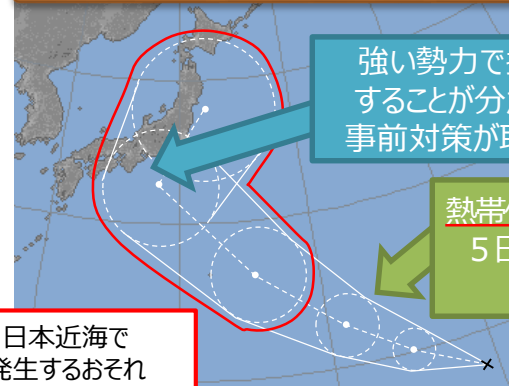 強い勢力で
することが分
事前対策が
熱帯
5日
日本近海で
発生するおそれ